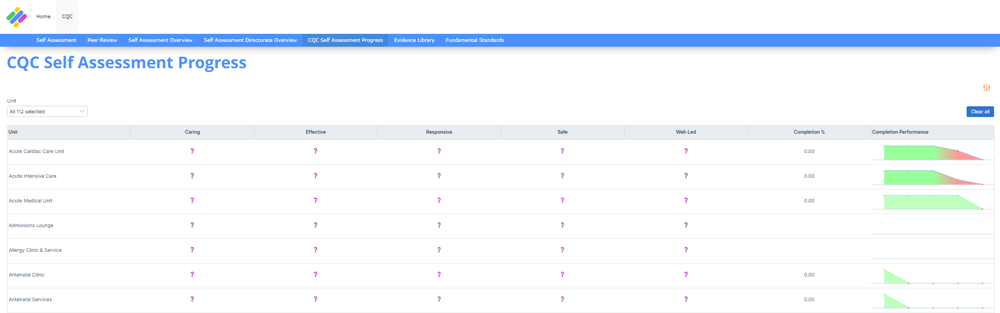 Home CQC
Self Assessment Peer Review Self Assessment Overview Self Assessment Directorate Overview CQC Self Assessment Progress Evidence Library Fundamental Standards
CQC Self Assessment Progress
Unit
All 112 selected Clear all
Unit Caring Effective Responsive Safe Well-Led Completion % Completion Performance
Acute Cardiac Care Unit ? ? ? ? ? 0.00
Acute Intensive Care ? ? ? ? ? 0.00
Acute Medical Unit ? ? ? ? ? 0.00
Admissions Lounge ? ? ? ? ?
Allergy Clinic & Service ? ? ? ? ?
Antenatal Clinic ? ? ? ? ? 0.00
Antenatal Services ? ? ? ? ? 0.00